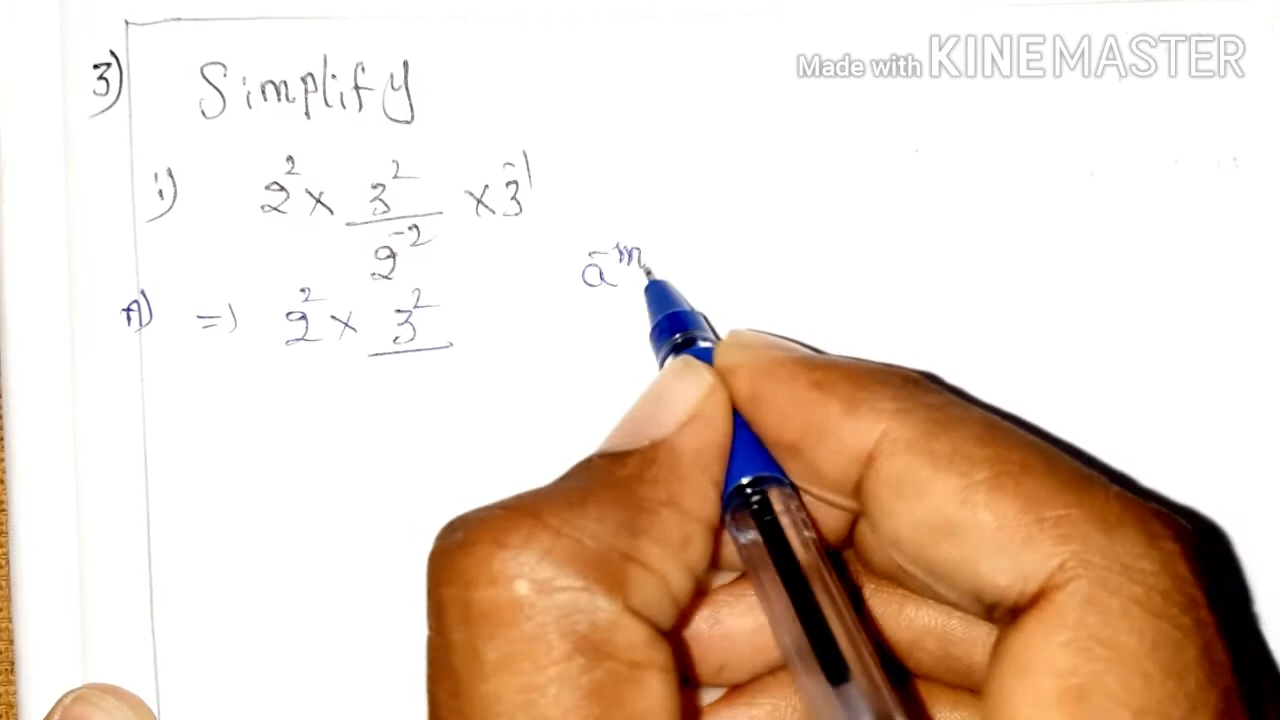 Made with KINEMASTER
3) Simplify
i) 2² × 3²/2⁻² × 3⁻¹
A) => 2² × 3²
a⁻ᵐ